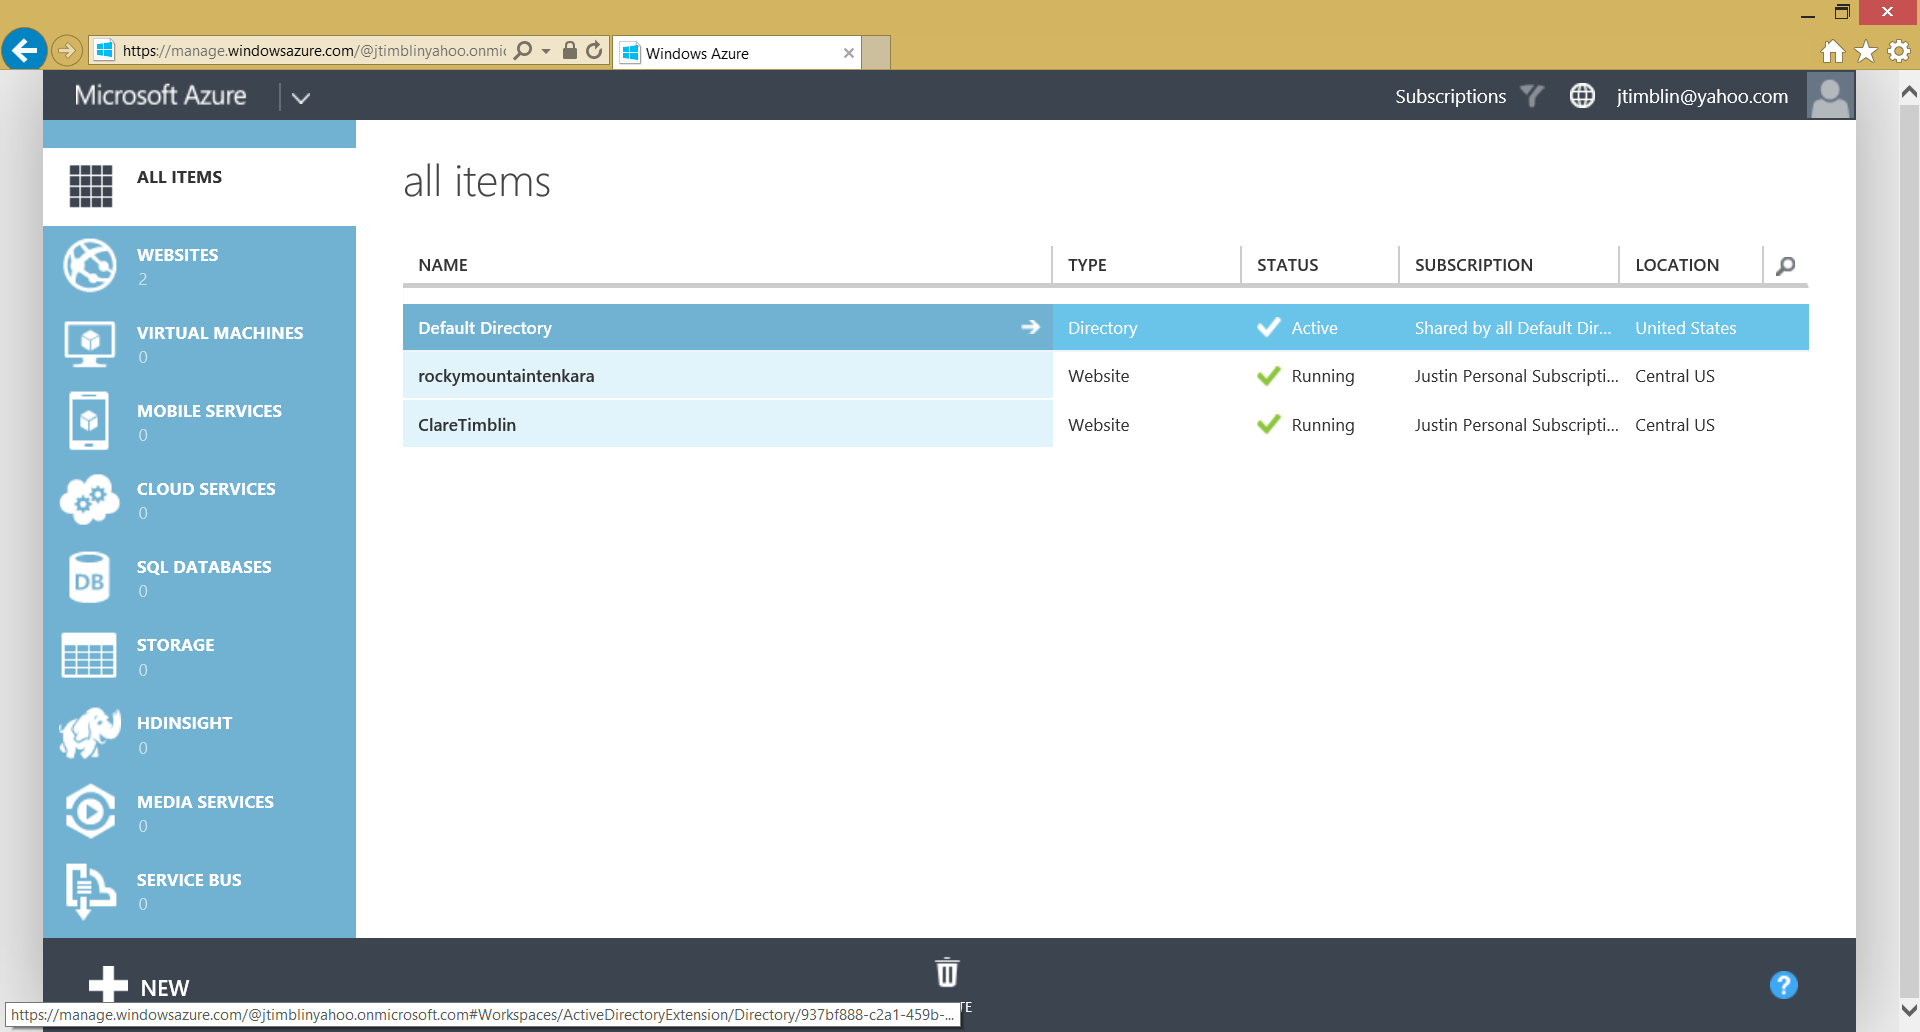 https://manage.windowsazure.com/@jtimblinyahoo.onmic
Windows Azure
Microsoft Azure
Subscriptions
jtimblin@yahoo.com
ALL ITEMS
WEBSITES
2
VIRTUAL MACHINES
0
MOBILE SERVICES
0
CLOUD SERVICES
0
SQL DATABASES
DB
0
STORAGE
0
HDINSIGHT
0
MEDIA SERVICES
0
SERVICE BUS
0
all items
NAME TYPE STATUS SUBSCRIPTION LOCATION
Default Directory Directory Active Shared by all Default Dir... United States
rockymountaintenkara Website Running Justin Personal Subscripti... Central US
ClareTimblin Website Running Justin Personal Subscripti... Central US
NEW
TE
?
https://manage.windowsazure.com/@jtimblinyahoo.onmicrosoft.com#Workspaces/ActiveDirectoryExtension/Directory/937bf888-c2a1-459b-...